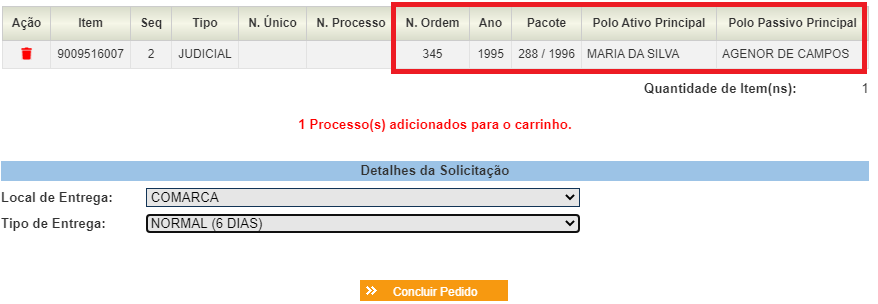 Ação Item Seq Tipo N. Único N. Processo N. Ordem Ano Pacote Polo Ativo Principal Polo Passivo Principal
9009516007 2 JUDICIAL 345 1995 288 / 1996 MARIA DA SILVA AGENOR DE CAMPOS
Quantidade de Item(ns): 1
1 Processo(s) adicionados para o carrinho.
Detalhes da Solicitação
Local de Entrega: COMARCA
Tipo de Entrega: NORMAL (6 DIAS)
Concluir Pedido